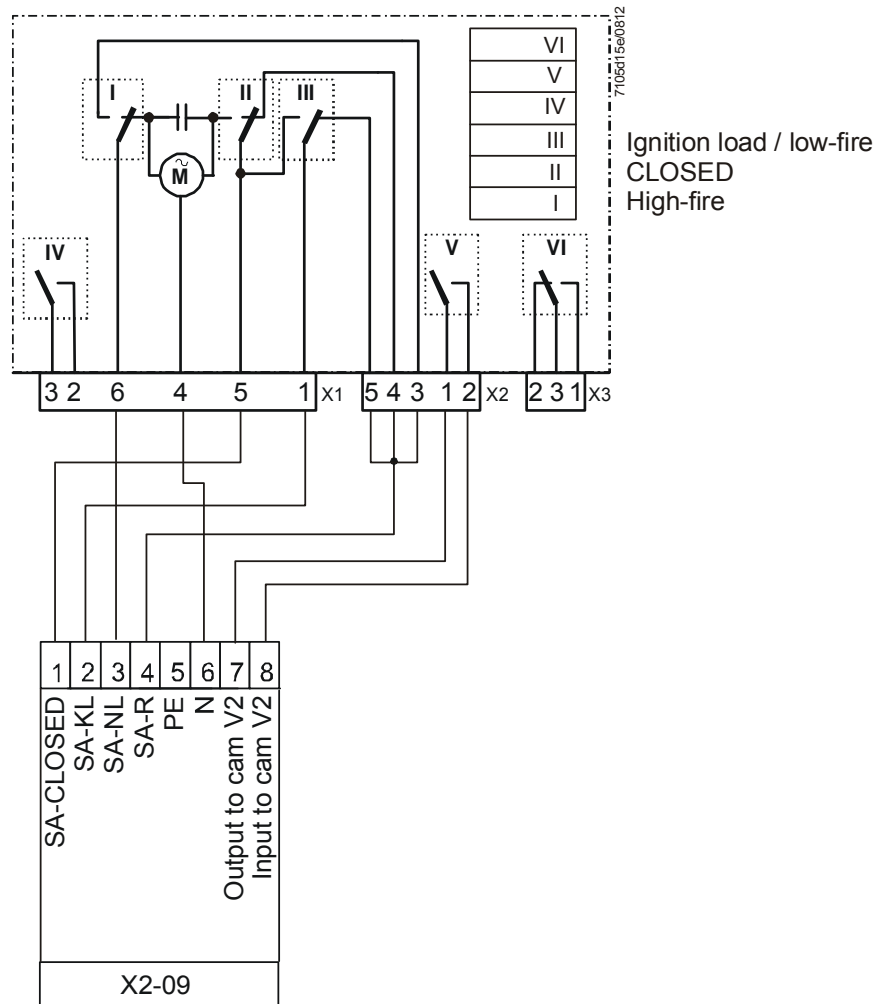 7105d15e/0812
VI
V
IV
III Ignition load / low-fire
II CLOSED
I High-fire
I II III
M
~
IV V VI
3 2 6 4 5 1 X1 5 4 3 1 2 X2 2 3 1 X3
1 2 3 4 5 6 7 8
SA-CLOSED
SA-KL
SA-NL
SA-R
PE
N
Output to cam V2
Input to cam V2
X2-09